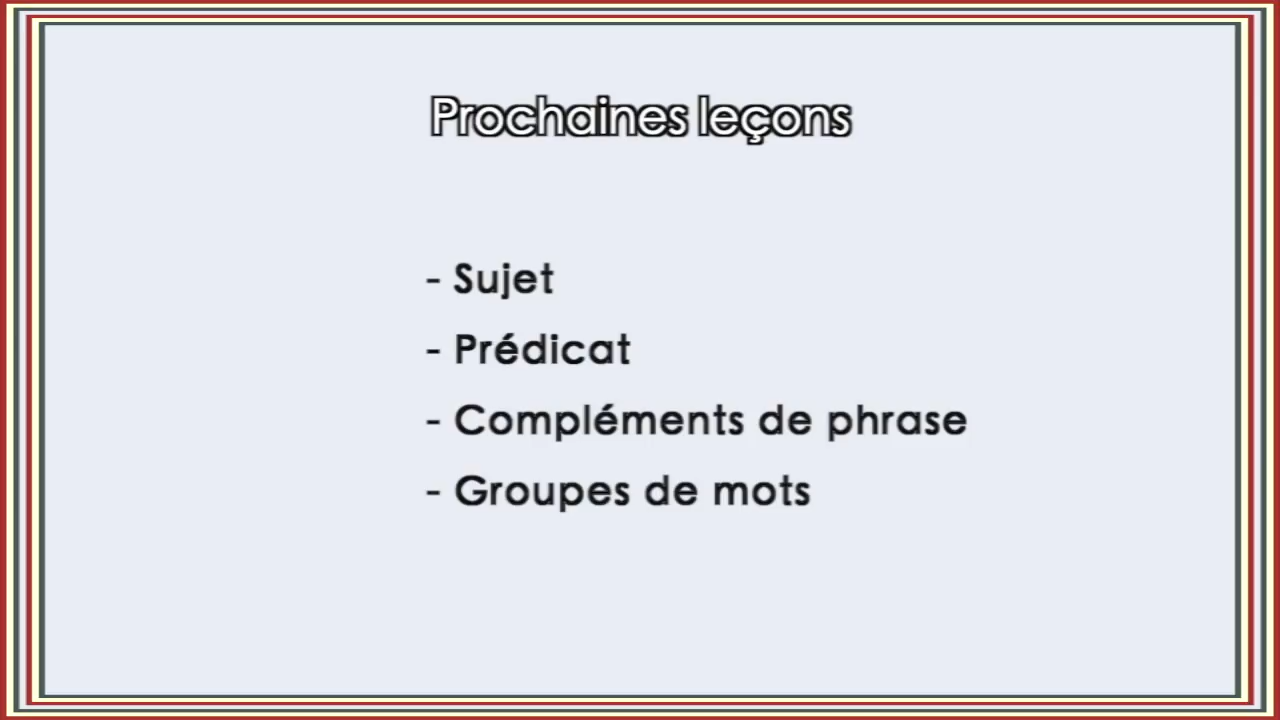 Prochaines leçons
- Sujet
- Prédicat
- Compléments de phrase
- Groupes de mots